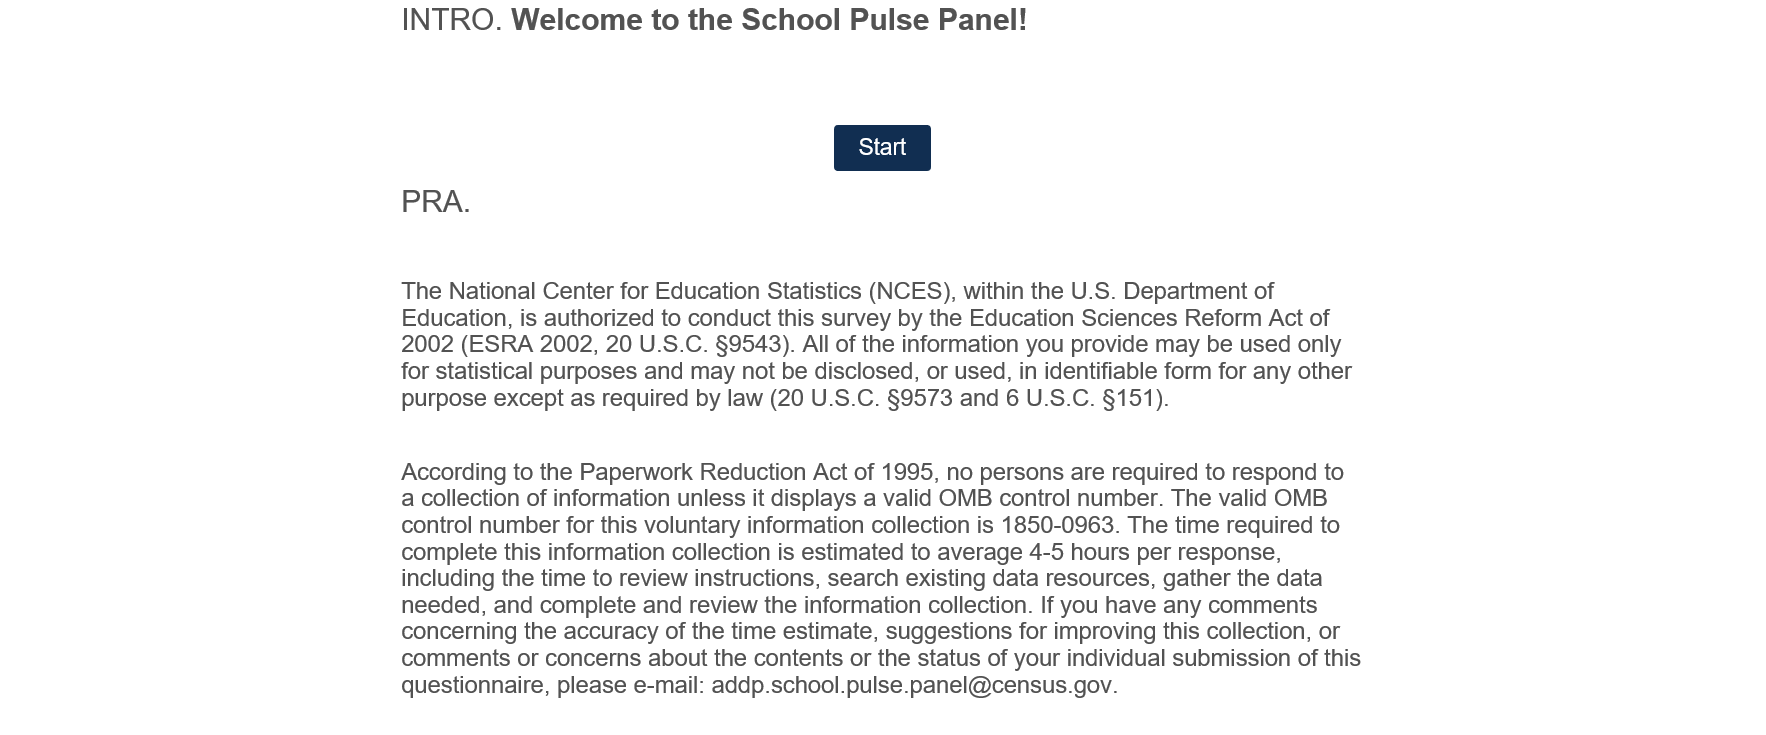 INTRO. Welcome to the School Pulse Panel!
Start
PRA.
The National Center for Education Statistics (NCES), within the U.S. Department of
Education, is authorized to conduct this survey by the Education Sciences Reform Act of
2002 (ESRA 2002, 20 U.S.C. §9543). All of the information you provide may be used only
for statistical purposes and may not be disclosed, or used, in identifiable form for any other
purpose except as required by law (20 U.S.C. §9573 and 6 U.S.C. §151).
According to the Paperwork Reduction Act of 1995, no persons are required to respond to
a collection of information unless it displays a valid OMB control number. The valid OMB
control number for this voluntary information collection is 1850-0963. The time required to
complete this information collection is estimated to average 4-5 hours per response,
including the time to review instructions, search existing data resources, gather the data
needed, and complete and review the information collection. If you have any comments
concerning the accuracy of the time estimate, suggestions for improving this collection, or
comments or concerns about the contents or the status of your individual submission of this
questionnaire, please e-mail: addp.school.pulse.panel@census.gov.